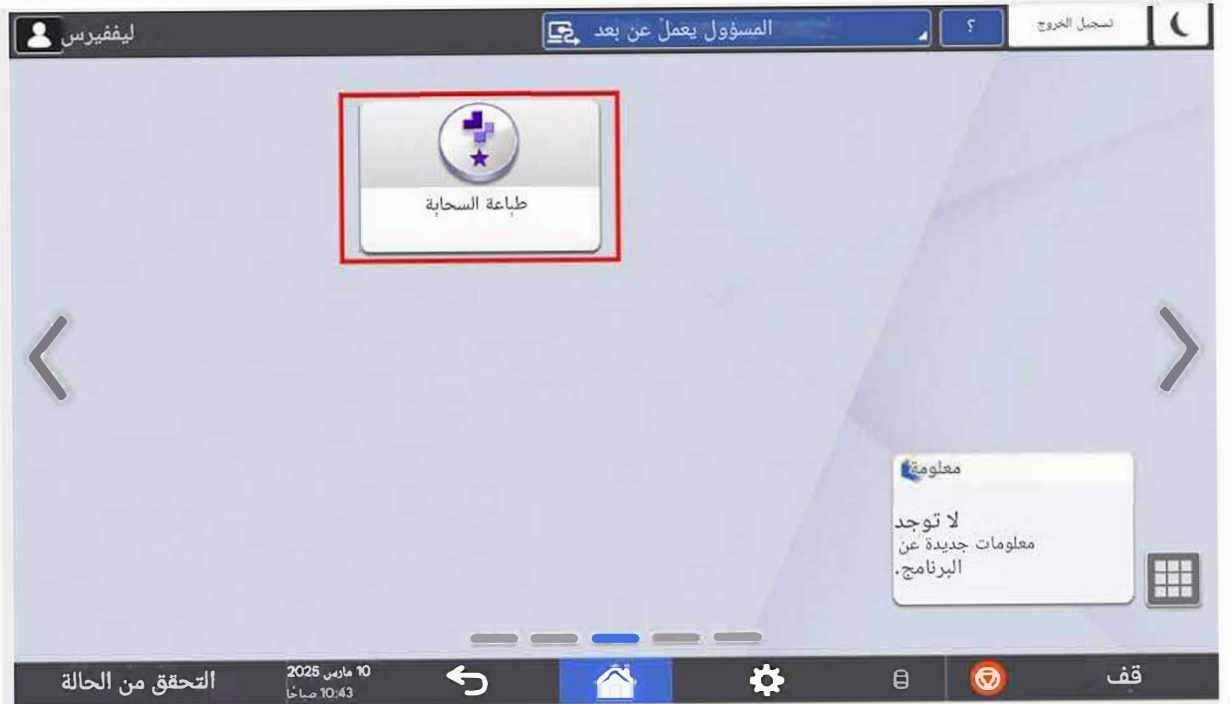 ليففيرس
المسؤول يعمل عن بعد
؟
تسجيل الخروج
طباعة السحابة
معلومة
لا توجد
معلومات جديدة عن
البرنامج.
التحقق من الحالة
10 مارس 2025
10:43 صباحًا
قف